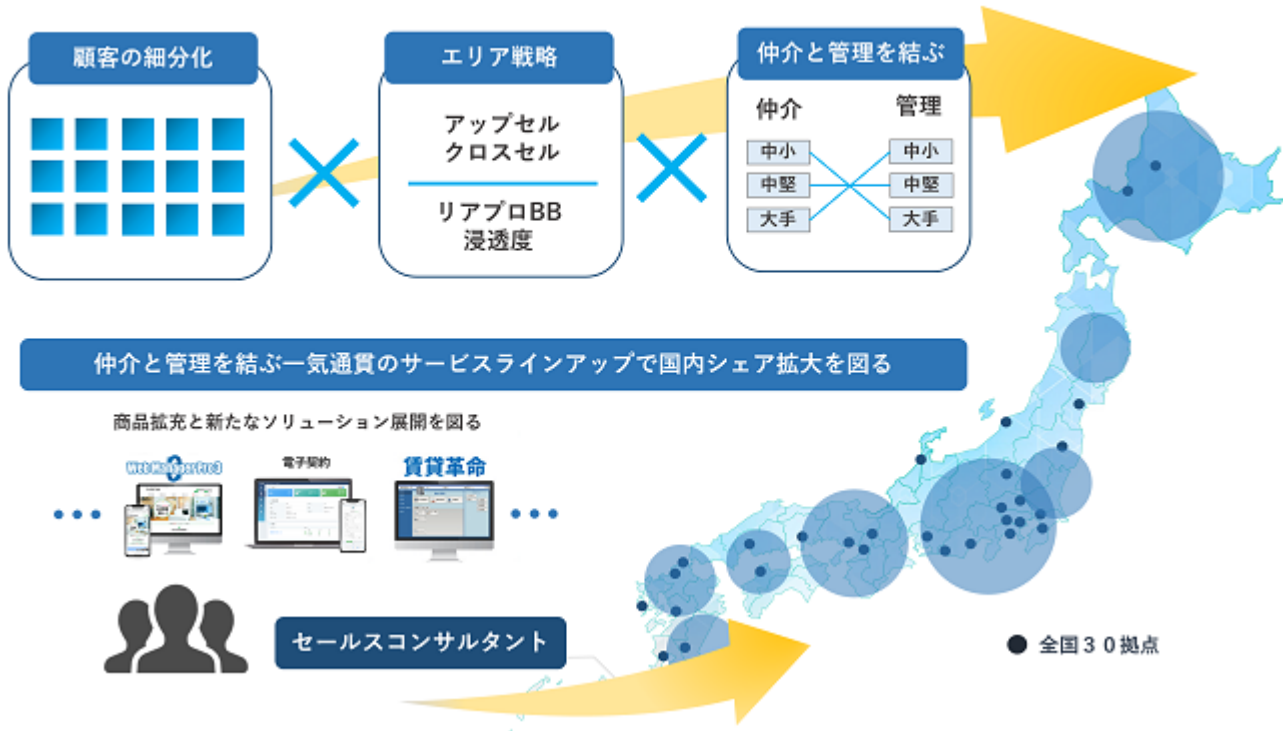 顧客の細分化
エリア戦略
アップセル
クロスセル
リアプロBB
浸透度
仲介と管理を結ぶ
仲介 管理
中小 中小
中堅 中堅
大手 大手
仲介と管理を結ぶ一気通貫のサービスラインアップで国内シェア拡大を図る
商品拡充と新たなソリューション展開を図る
WebManagerPro3
電子契約
賃貸革命
セールスコンサルタント
全国30拠点